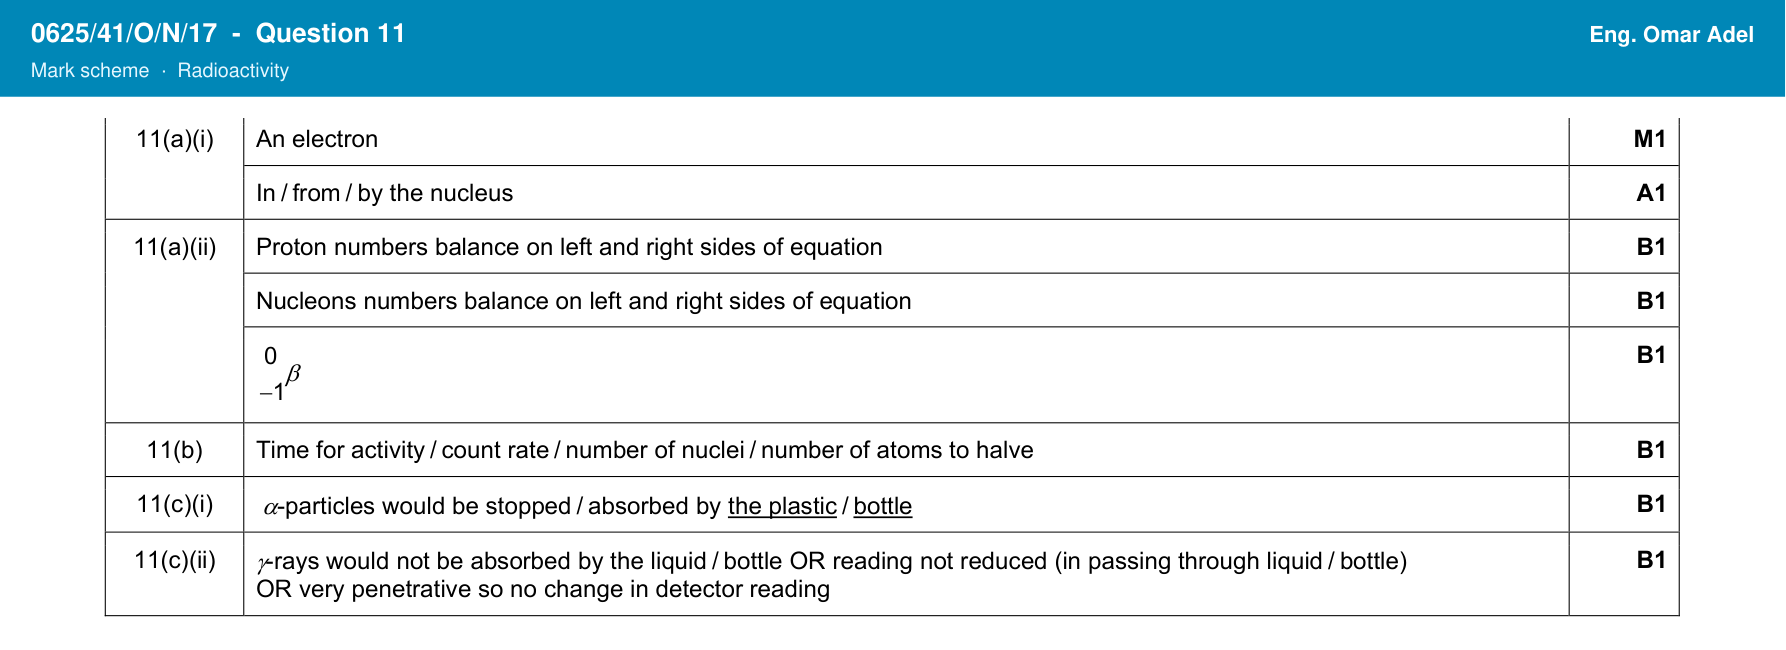 0625/41/O/N/17 - Question 11
Eng. Omar Adel
Mark scheme · Radioactivity
11(a)(i) An electron M1
In / from / by the nucleus A1
11(a)(ii) Proton numbers balance on left and right sides of equation B1
Nucleons numbers balance on left and right sides of equation B1
0
β B1
–1
11(b) Time for activity / count rate / number of nuclei / number of atoms to halve B1
11(c)(i) α-particles would be stopped / absorbed by the plastic / bottle B1
11(c)(ii) γ-rays would not be absorbed by the liquid / bottle OR reading not reduced (in passing through liquid / bottle) B1
OR very penetrative so no change in detector reading